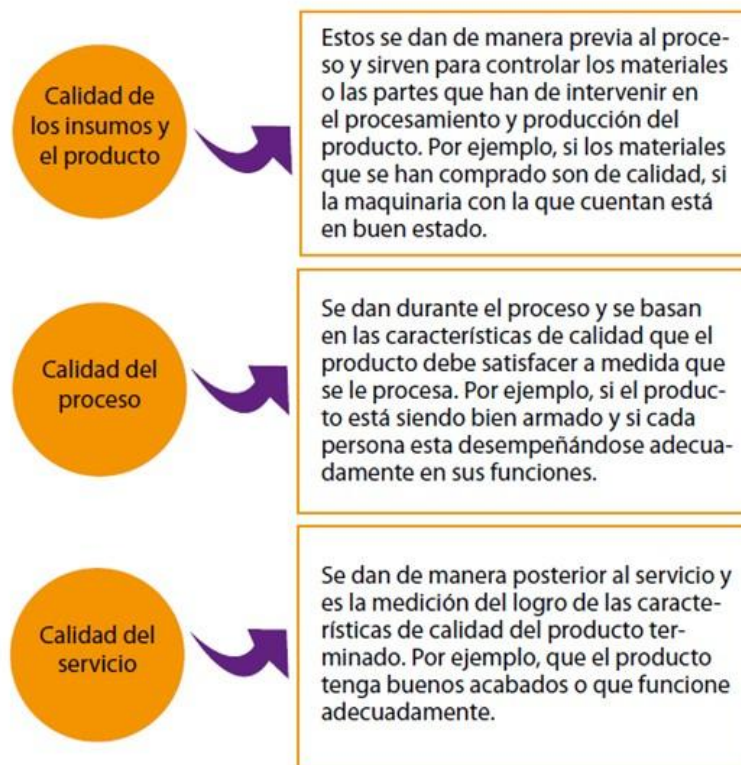 Calidad de
los insumos y
el producto
Estos se dan de manera previa al proce-
so y sirven para controlar los materiales
o las partes que han de intervenir en
el procesamiento y producción del
producto. Por ejemplo, si los materiales
que se han comprado son de calidad, si
la maquinaria con la que cuentan está
en buen estado.
Calidad del
proceso
Se dan durante el proceso y se basan
en las características de calidad que el
producto debe satisfacer a medida que
se le procesa. Por ejemplo, si el produc-
to está siendo bien armado y si cada
persona esta desempeñándose adecua-
damente en sus funciones.
Calidad del
servicio
Se dan de manera posterior al servicio y
es la medición del logro de las caracte-
rísticas de calidad del producto ter-
minado. Por ejemplo, que el producto
tenga buenos acabados o que funcione
adecuadamente.